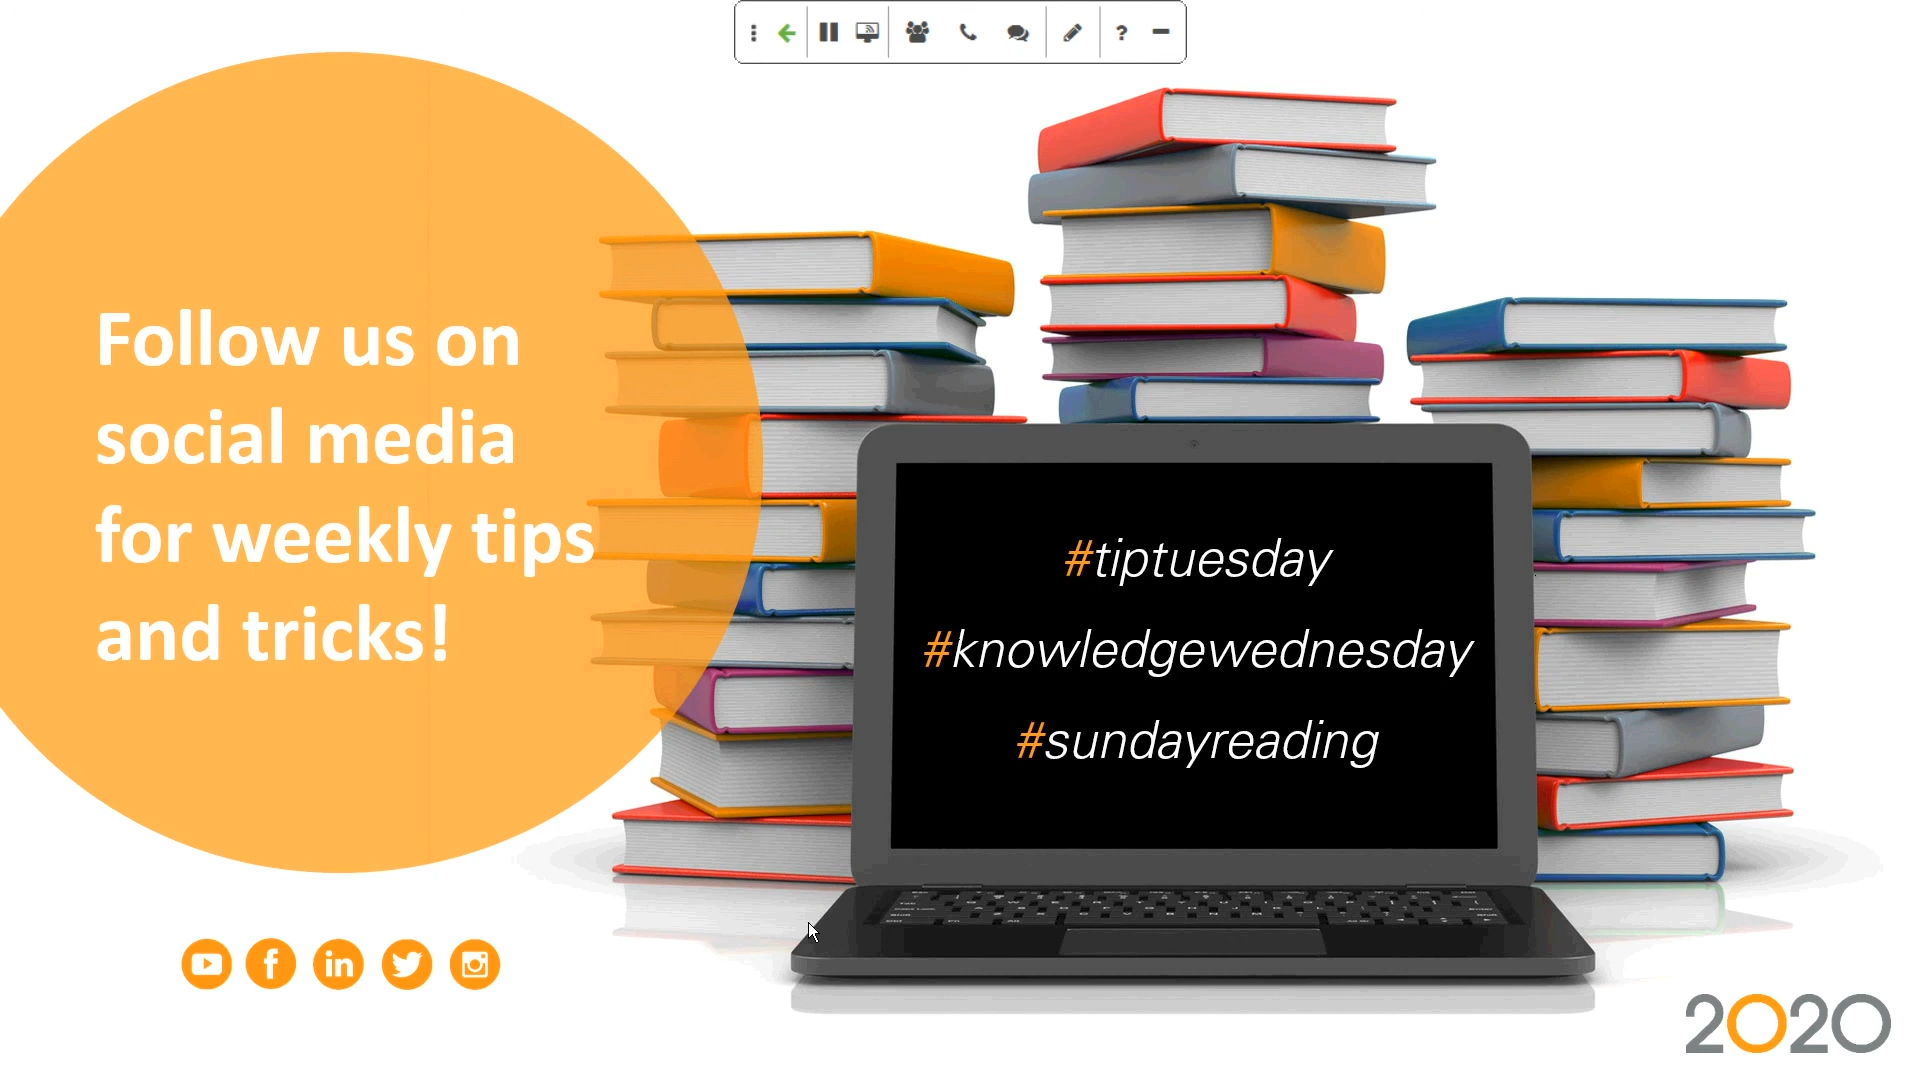 Follow us on
social media
for weekly tips
and tricks!
#tiptuesday
#knowledgewednesday
#sundayreading
2020